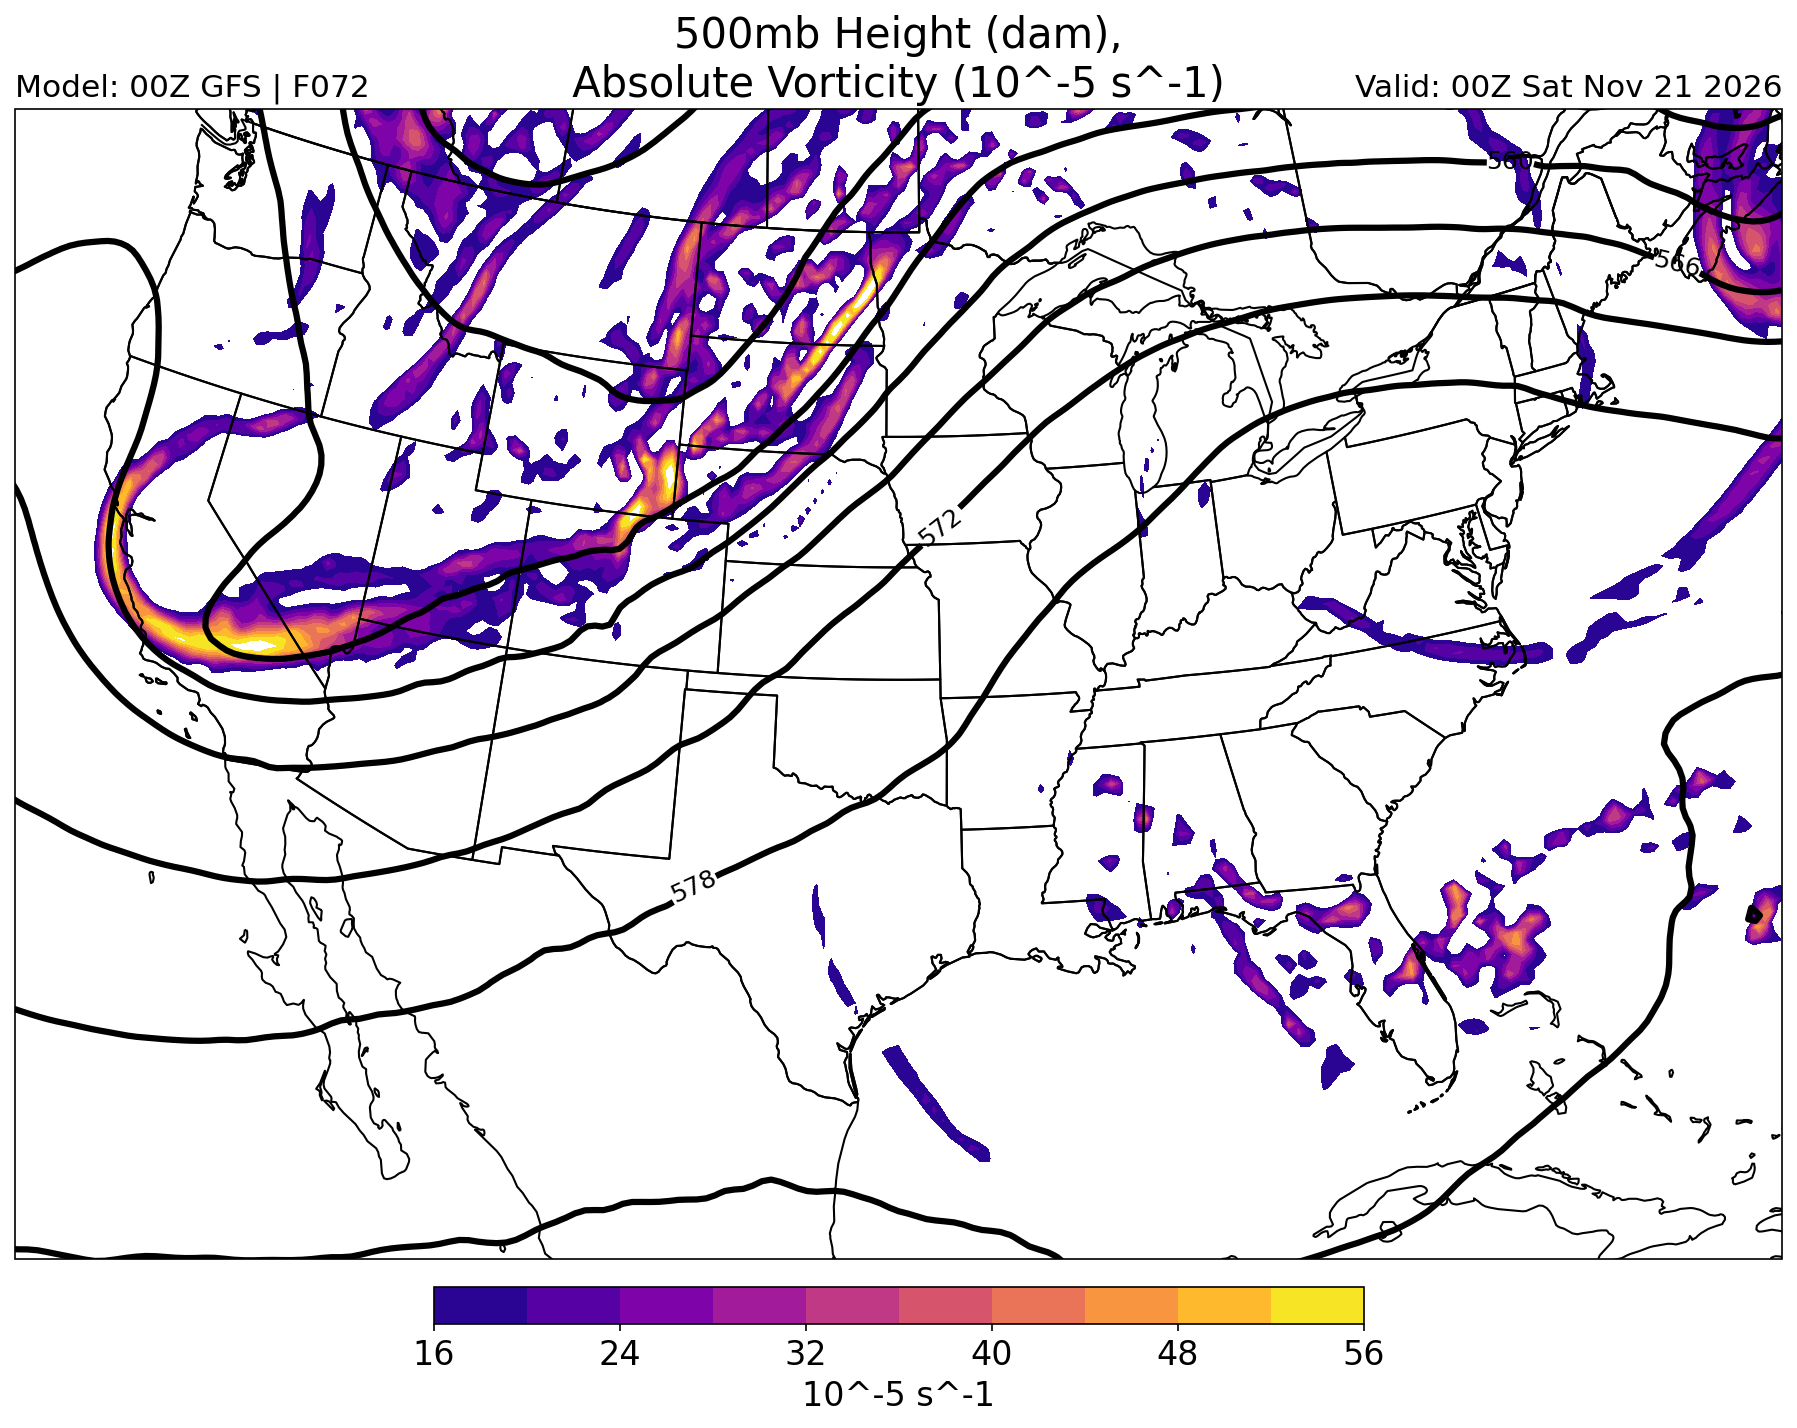 500mb Height (dam),
Absolute Vorticity (10^-5 s^-1)
Model: 00Z GFS | F072
Valid: 00Z Sat Nov 21 2026
560
566
572
578
16 24 32 40 48 56
10^-5 s^-1